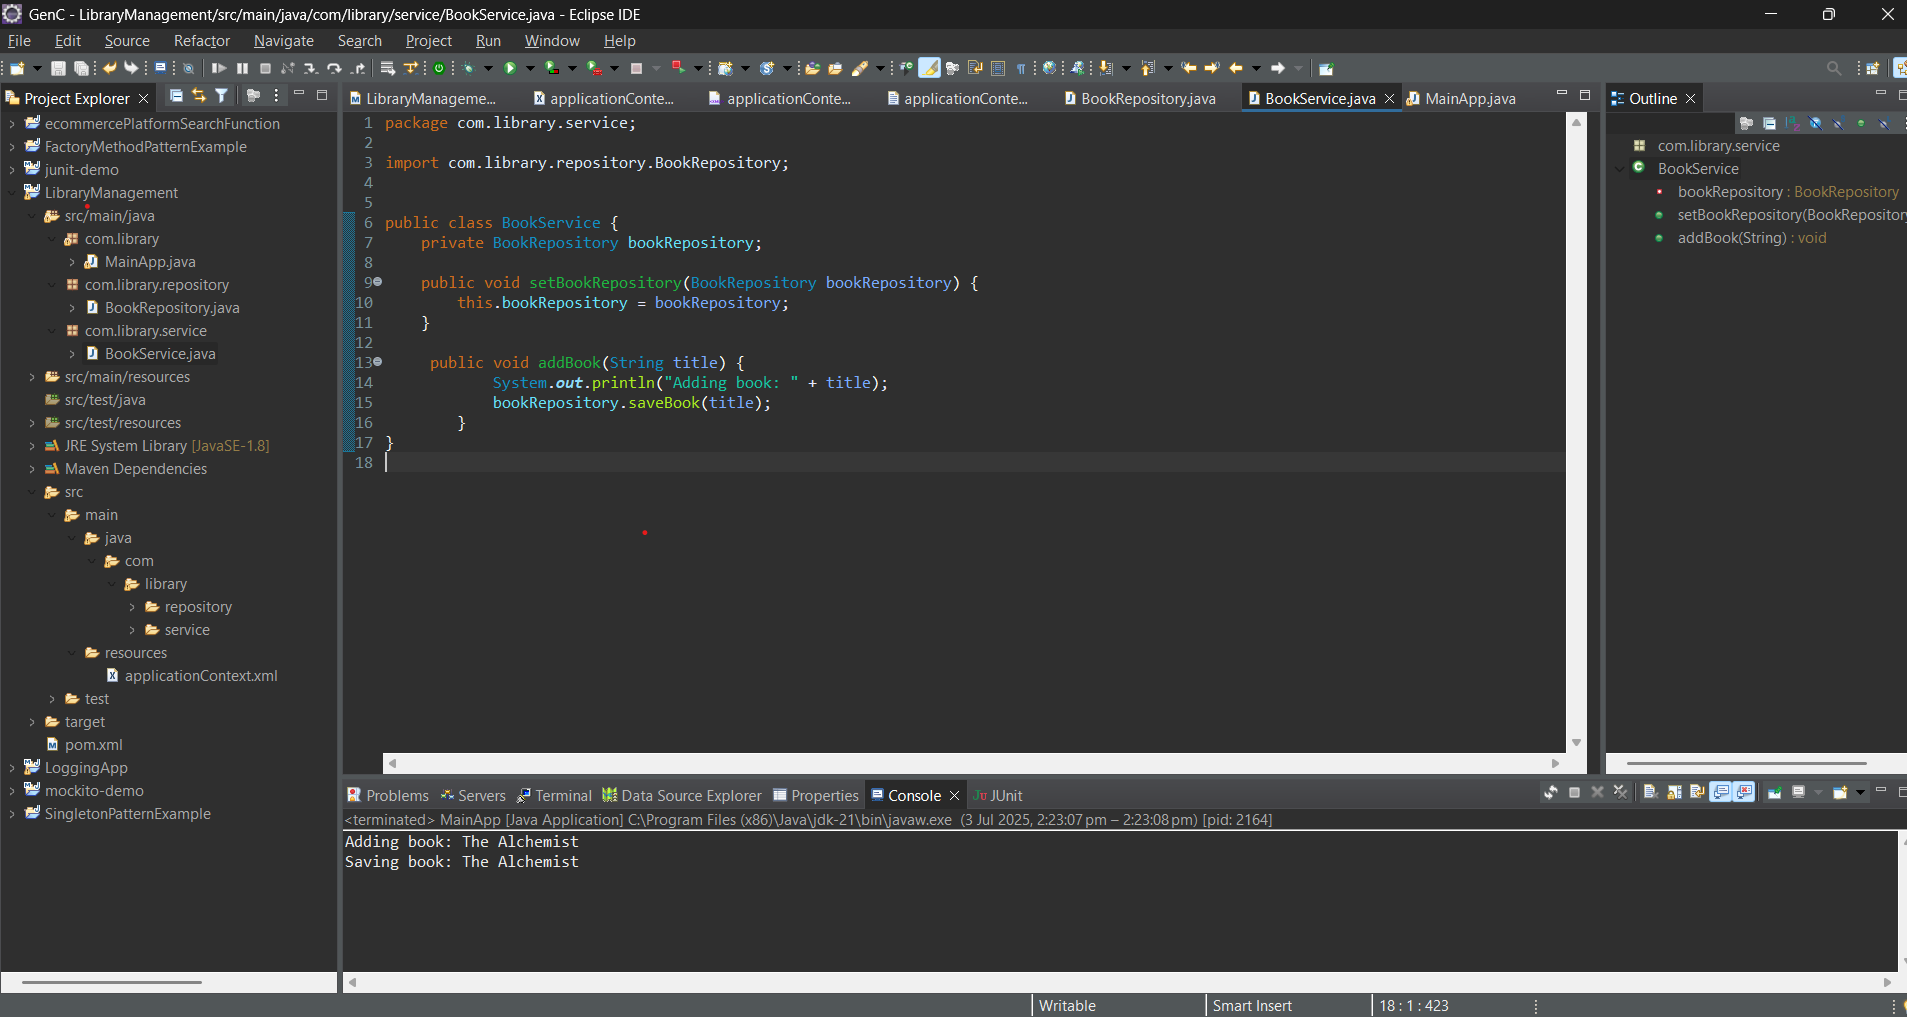 GenC - LibraryManagement/src/main/java/com/library/service/BookService.java - Eclipse IDE
File Edit Source Refactor Navigate Search Project Run Window Help
Project Explorer
ecommercePlatformSearchFunction
FactoryMethodPatternExample
junit-demo
LibraryManagement
src/main/java
com.library
MainApp.java
com.library.repository
BookRepository.java
com.library.service
BookService.java
src/main/resources
src/test/java
src/test/resources
JRE System Library [JavaSE-1.8]
Maven Dependencies
src
main
java
com
library
repository
service
resources
applicationContext.xml
test
target
pom.xml
LoggingApp
mockito-demo
SingletonPatternExample
LibraryManageme... applicationConte... applicationConte... applicationConte... BookRepository.java BookService.java MainApp.java
1 package com.library.service;
2
3 import com.library.repository.BookRepository;
4
5
6 public class BookService {
7     private BookRepository bookRepository;
8
9     public void setBookRepository(BookRepository bookRepository) {
10         this.bookRepository = bookRepository;
11     }
12
13      public void addBook(String title) {
14             System.out.println("Adding book: " + title);
15             bookRepository.saveBook(title);
16         }
17 }
18
Outline
com.library.service
BookService
bookRepository : BookRepository
setBookRepository(BookRepository
addBook(String) : void
Problems Servers Terminal Data Source Explorer Properties Console JUnit
<terminated> MainApp [Java Application] C:\Program Files (x86)\Java\jdk-21\bin\javaw.exe (3 Jul 2025, 2:23:07 pm – 2:23:08 pm) [pid: 2164]
Adding book: The Alchemist
Saving book: The Alchemist
Writable Smart Insert 18 : 1 : 423